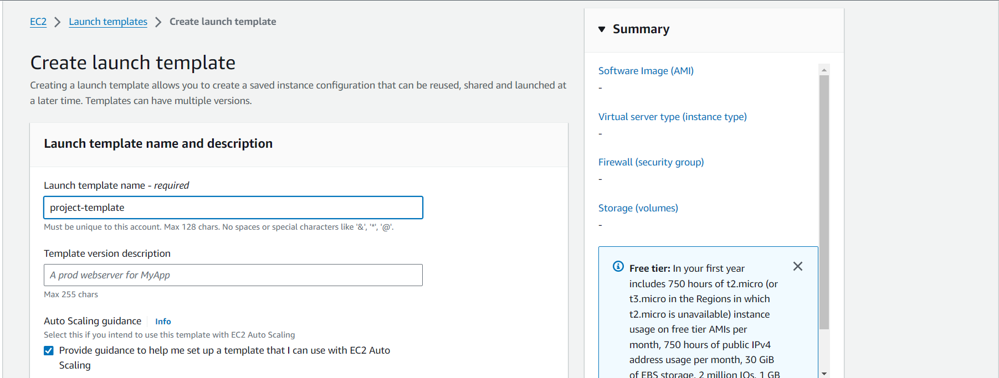 EC2 > Launch templates > Create launch template
Create launch template
Creating a launch template allows you to create a saved instance configuration that can be reused, shared and launched at
a later time. Templates can have multiple versions.
Launch template name and description
Launch template name - required
project-template
Must be unique to this account. Max 128 chars. No spaces or special characters like '&', '*', '@'.
Template version description
A prod webserver for MyApp
Max 255 chars
Auto Scaling guidance Info
Select this if you intend to use this template with EC2 Auto Scaling
Provide guidance to help me set up a template that I can use with EC2 Auto
Scaling
Summary
Software Image (AMI)
-
Virtual server type (instance type)
-
Firewall (security group)
-
Storage (volumes)
-
Free tier: In your first year
includes 750 hours of t2.micro (or
t3.micro in the Regions in which
t2.micro is unavailable) instance
usage on free tier AMIs per
month, 750 hours of public IPv4
address usage per month, 30 GiB
of EBS storage, 2 million IOs, 1 GB